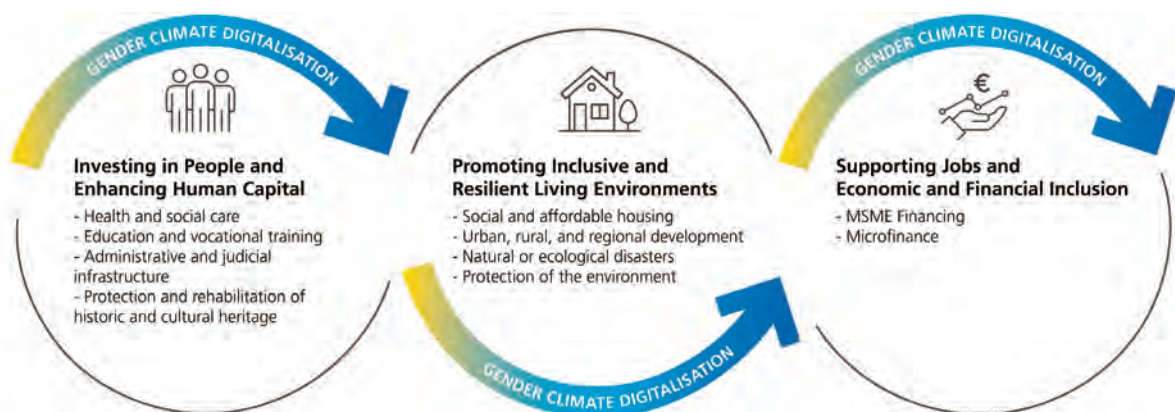 GENDER CLIMATE DIGITALISATION
Investing in People and
Enhancing Human Capital
- Health and social care
- Education and vocational training
- Administrative and judicial
infrastructure
- Protection and rehabilitation of
historic and cultural heritage
Promoting Inclusive and
Resilient Living Environments
- Social and affordable housing
- Urban, rural, and regional development
- Natural or ecological disasters
- Protection of the environment
GENDER CLIMATE DIGITALISATION
GENDER CLIMATE DIGITALISATION
€
Supporting Jobs and
Economic and Financial Inclusion
- MSME Financing
- Microfinance